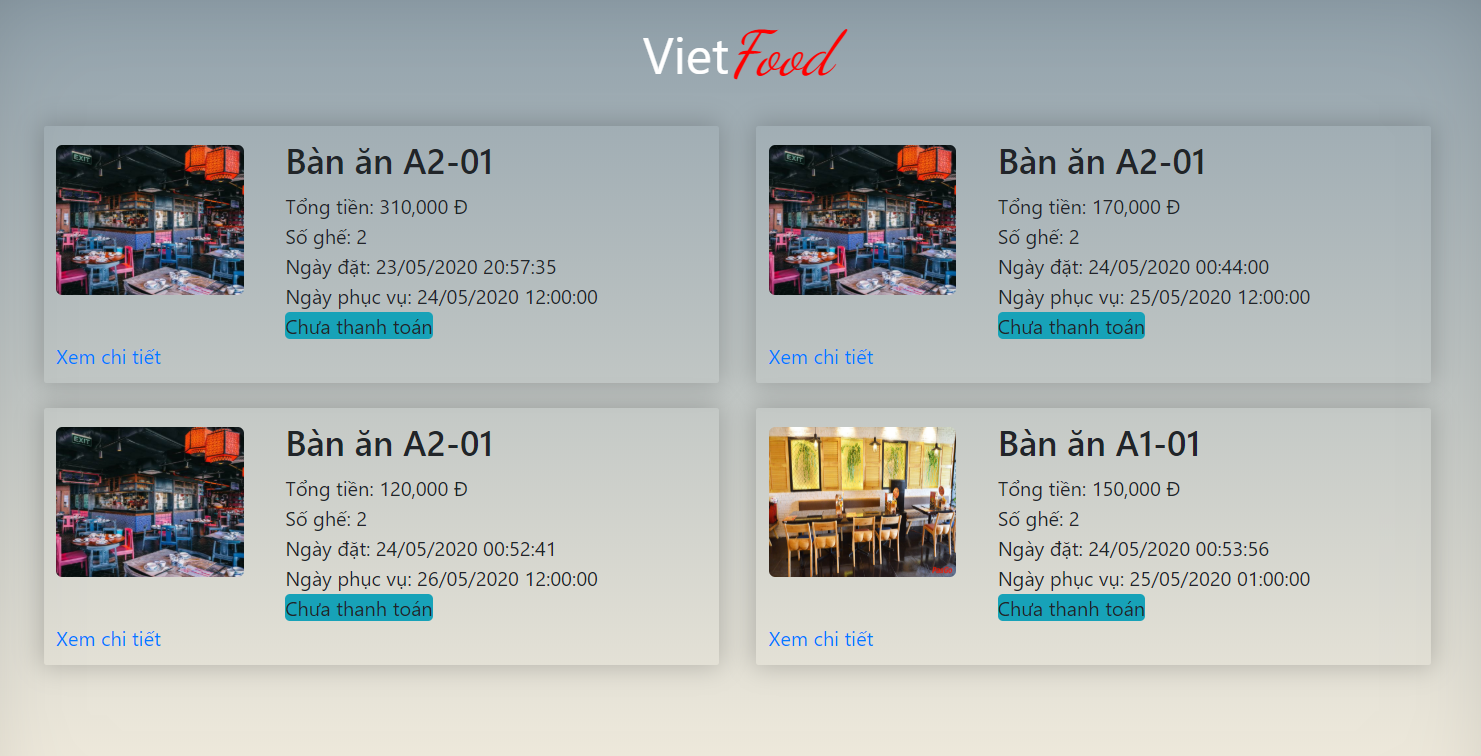 VietFood
EXIT
Bàn ăn A2-01
Tổng tiền: 310,000 Đ
Số ghế: 2
Ngày đặt: 23/05/2020 20:57:35
Ngày phục vụ: 24/05/2020 12:00:00
Chưa thanh toán
Xem chi tiết
EXIT
Bàn ăn A2-01
Tổng tiền: 170,000 Đ
Số ghế: 2
Ngày đặt: 24/05/2020 00:44:00
Ngày phục vụ: 25/05/2020 12:00:00
Chưa thanh toán
Xem chi tiết
EXIT
Bàn ăn A2-01
Tổng tiền: 120,000 Đ
Số ghế: 2
Ngày đặt: 24/05/2020 00:52:41
Ngày phục vụ: 26/05/2020 12:00:00
Chưa thanh toán
Xem chi tiết
Bàn ăn A1-01
Tổng tiền: 150,000 Đ
Số ghế: 2
Ngày đặt: 24/05/2020 00:53:56
Ngày phục vụ: 25/05/2020 01:00:00
Chưa thanh toán
Xem chi tiết